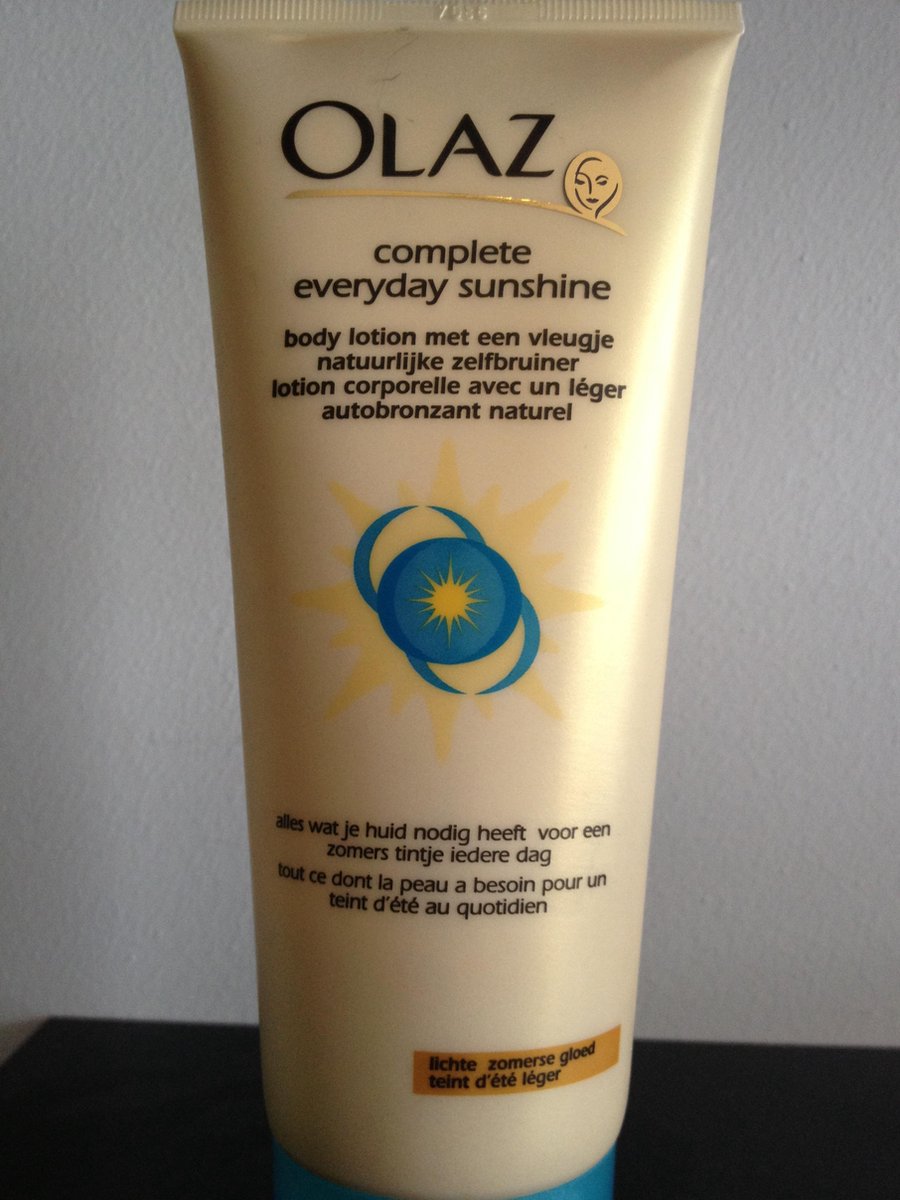 OLAZ
complete
everyday sunshine
body lotion met een vleugje
natuurlijke zelfbruiner
lotion corporelle avec un léger
autobronzant naturel
alles wat je huid nodig heeft voor een
zomers tintje iedere dag
tout ce dont la peau a besoin pour un
teint d'été au quotidien
lichte zomerse gloed
teint d'été léger